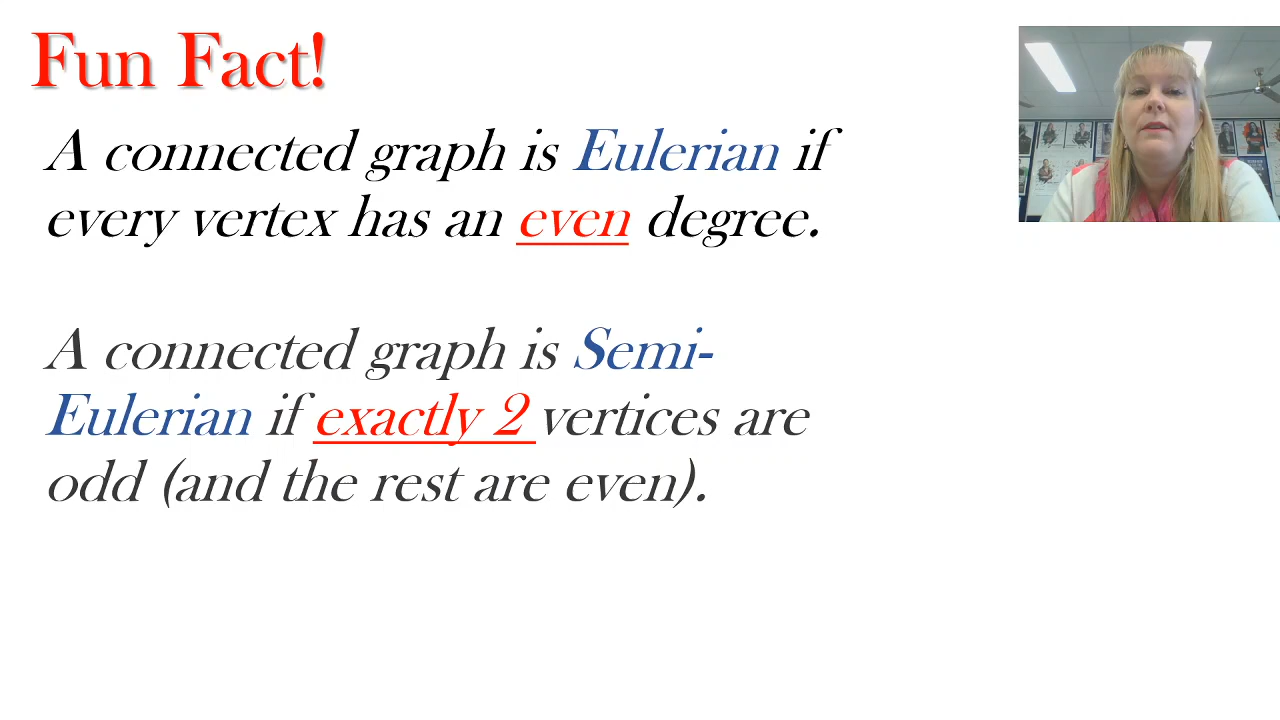 Fun Fact!
A connected graph is Eulerian if
every vertex has an even degree.
A connected graph is Semi-
Eulerian if exactly 2 vertices are
odd (and the rest are even).